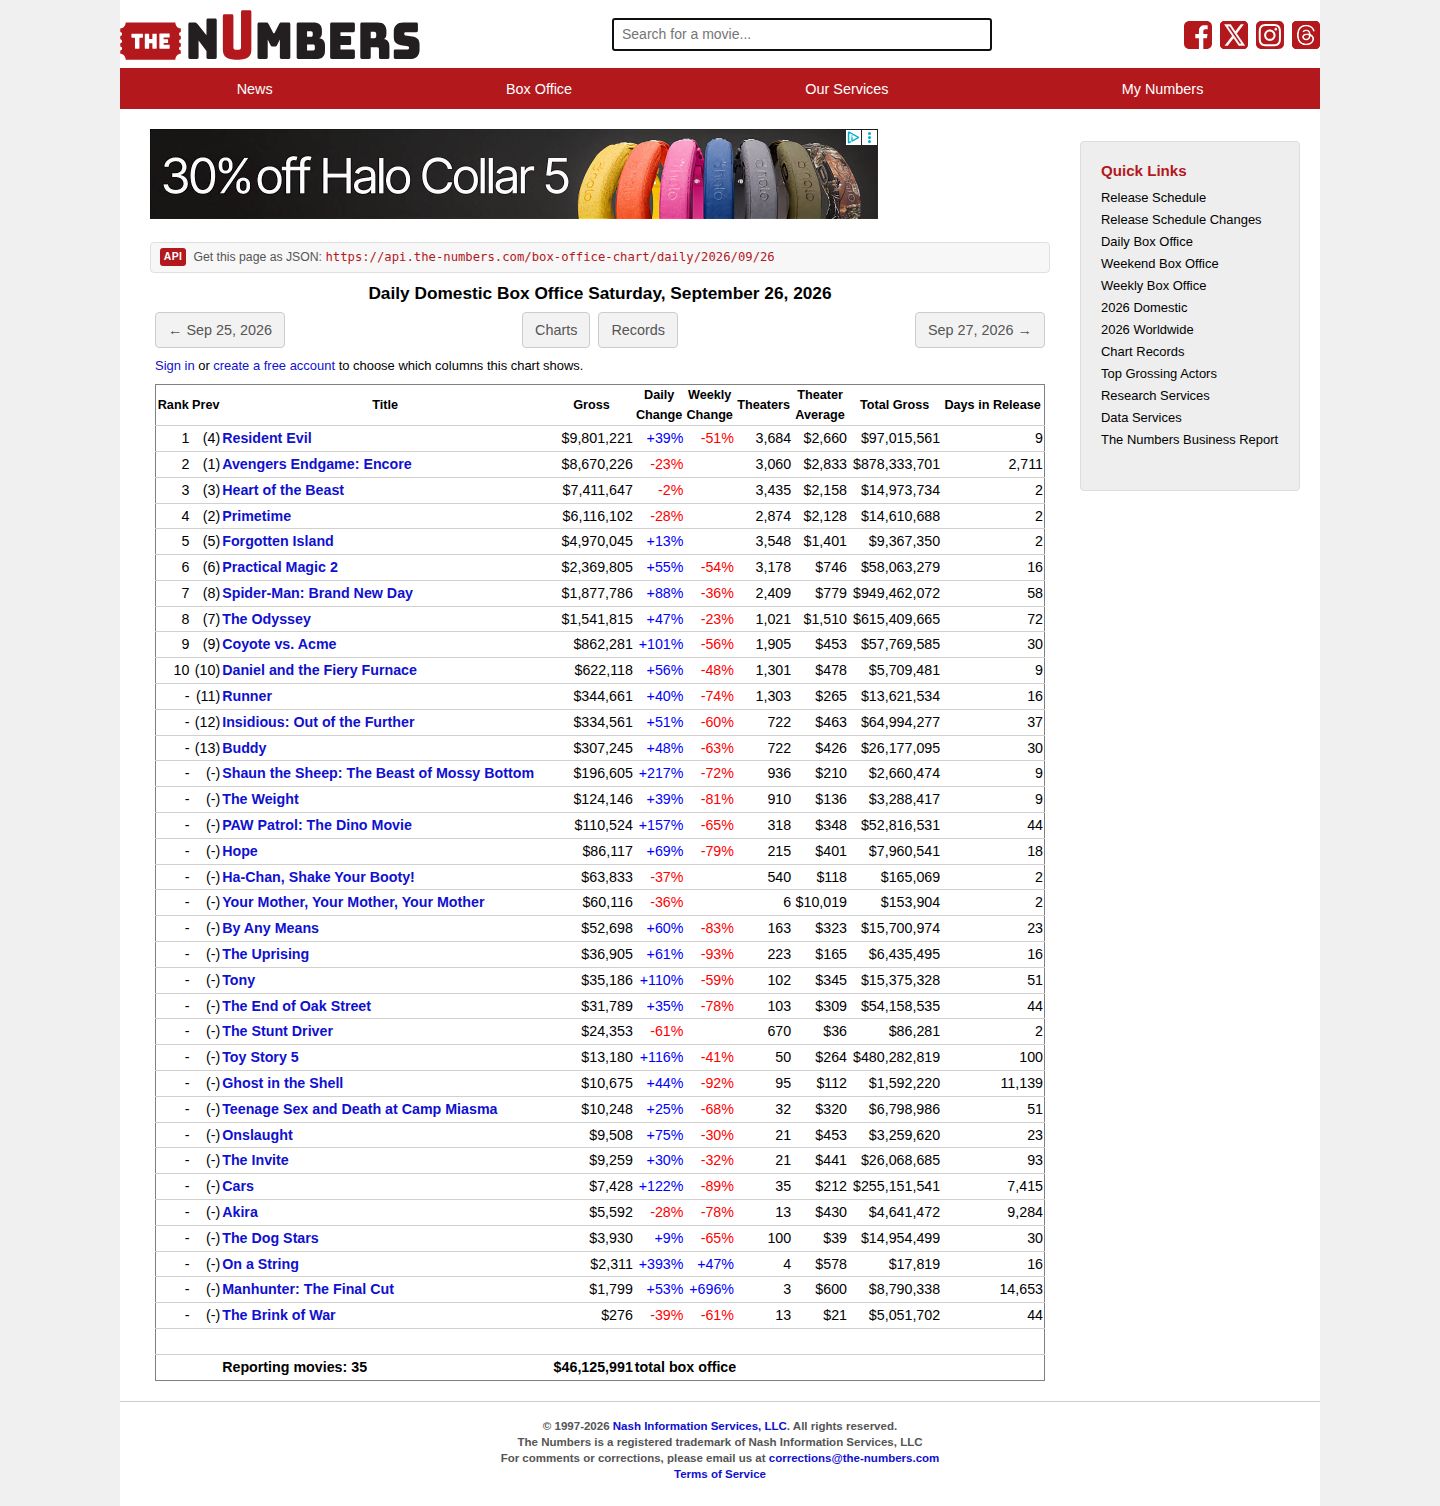 THE NUMBERS
Search for a movie...
News Box Office Our Services My Numbers
30% off Halo Collar 5
API Get this page as JSON: https://api.the-numbers.com/box-office-chart/daily/2026/09/26
Daily Domestic Box Office Saturday, September 26, 2026
← Sep 25, 2026 Charts Records Sep 27, 2026 →
Sign in or create a free account to choose which columns this chart shows.
Rank Prev Title Gross Daily Change Weekly Change Theaters Theater Average Total Gross Days in Release
1 (4) Resident Evil $9,801,221 +39% -51% 3,684 $2,660 $97,015,561 9
2 (1) Avengers Endgame: Encore $8,670,226 -23% 3,060 $2,833 $878,333,701 2,711
3 (3) Heart of the Beast $7,411,647 -2% 3,435 $2,158 $14,973,734 2
4 (2) Primetime $6,116,102 -28% 2,874 $2,128 $14,610,688 2
5 (5) Forgotten Island $4,970,045 +13% 3,548 $1,401 $9,367,350 2
6 (6) Practical Magic 2 $2,369,805 +55% -54% 3,178 $746 $58,063,279 16
7 (8) Spider-Man: Brand New Day $1,877,786 +88% -36% 2,409 $779 $949,462,072 58
8 (7) The Odyssey $1,541,815 +47% -23% 1,021 $1,510 $615,409,665 72
9 (9) Coyote vs. Acme $862,281 +101% -56% 1,905 $453 $57,769,585 30
10 (10) Daniel and the Fiery Furnace $622,118 +56% -48% 1,301 $478 $5,709,481 9
- (11) Runner $344,661 +40% -74% 1,303 $265 $13,621,534 16
- (12) Insidious: Out of the Further $334,561 +51% -60% 722 $463 $64,994,277 37
- (13) Buddy $307,245 +48% -63% 722 $426 $26,177,095 30
- (-) Shaun the Sheep: The Beast of Mossy Bottom $196,605 +217% -72% 936 $210 $2,660,474 9
- (-) The Weight $124,146 +39% -81% 910 $136 $3,288,417 9
- (-) PAW Patrol: The Dino Movie $110,524 +157% -65% 318 $348 $52,816,531 44
- (-) Hope $86,117 +69% -79% 215 $401 $7,960,541 18
- (-) Ha-Chan, Shake Your Booty! $63,833 -37% 540 $118 $165,069 2
- (-) Your Mother, Your Mother, Your Mother $60,116 -36% 6 $10,019 $153,904 2
- (-) By Any Means $52,698 +60% -83% 163 $323 $15,700,974 23
- (-) The Uprising $36,905 +61% -93% 223 $165 $6,435,495 16
- (-) Tony $35,186 +110% -59% 102 $345 $15,375,328 51
- (-) The End of Oak Street $31,789 +35% -78% 103 $309 $54,158,535 44
- (-) The Stunt Driver $24,353 -61% 670 $36 $86,281 2
- (-) Toy Story 5 $13,180 +116% -41% 50 $264 $480,282,819 100
- (-) Ghost in the Shell $10,675 +44% -92% 95 $112 $1,592,220 11,139
- (-) Teenage Sex and Death at Camp Miasma $10,248 +25% -68% 32 $320 $6,798,986 51
- (-) Onslaught $9,508 +75% -30% 21 $453 $3,259,620 23
- (-) The Invite $9,259 +30% -32% 21 $441 $26,068,685 93
- (-) Cars $7,428 +122% -89% 35 $212 $255,151,541 7,415
- (-) Akira $5,592 -28% -78% 13 $430 $4,641,472 9,284
- (-) The Dog Stars $3,930 +9% -65% 100 $39 $14,954,499 30
- (-) On a String $2,311 +393% +47% 4 $578 $17,819 16
- (-) Manhunter: The Final Cut $1,799 +53% +696% 3 $600 $8,790,338 14,653
- (-) The Brink of War $276 -39% -61% 13 $21 $5,051,702 44
Reporting movies: 35 $46,125,991 total box office
Quick Links
Release Schedule
Release Schedule Changes
Daily Box Office
Weekend Box Office
Weekly Box Office
2026 Domestic
2026 Worldwide
Chart Records
Top Grossing Actors
Research Services
Data Services
The Numbers Business Report
© 1997-2026 Nash Information Services, LLC. All rights reserved.
The Numbers is a registered trademark of Nash Information Services, LLC
For comments or corrections, please email us at corrections@the-numbers.com
Terms of Service